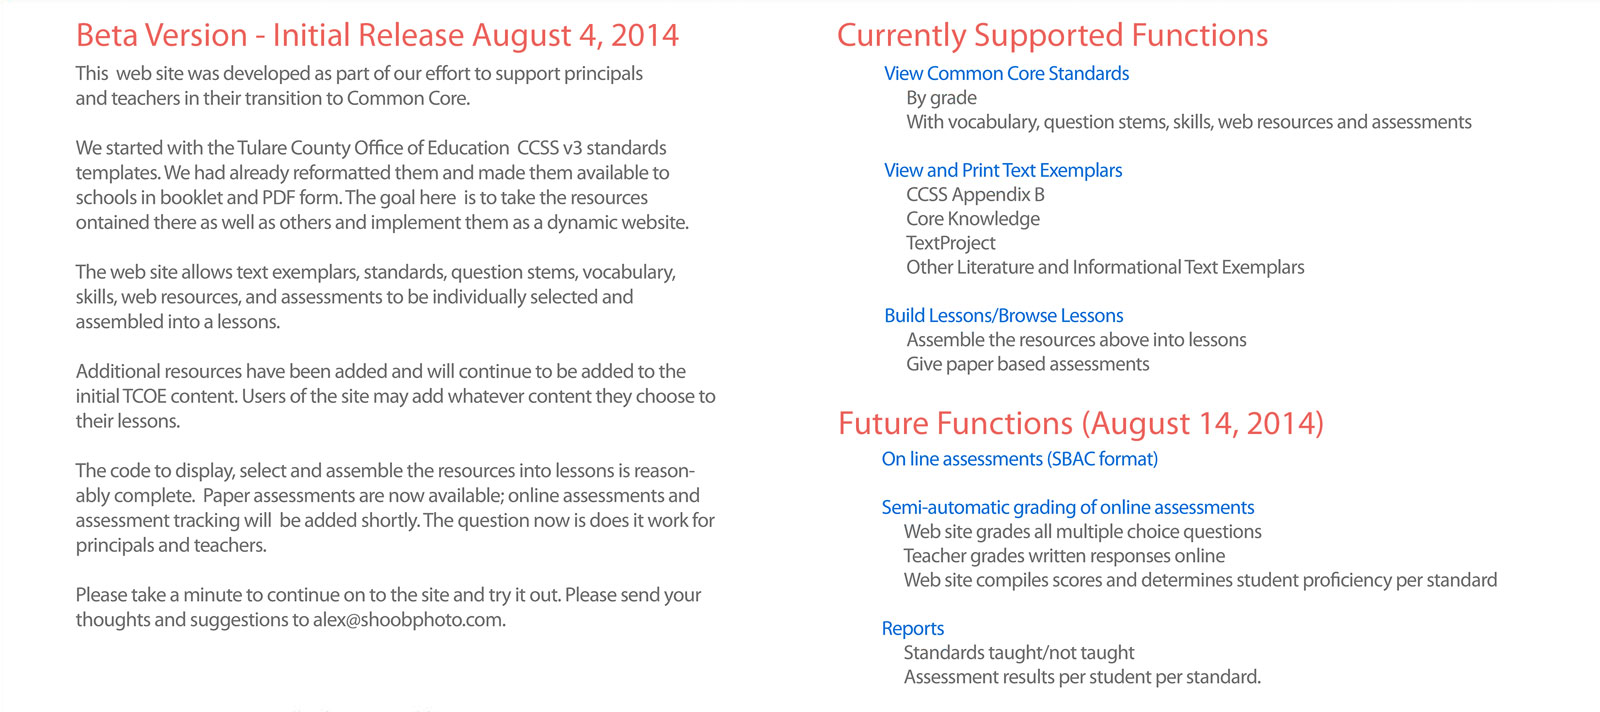 Beta Version - Initial Release August 4, 2014
This  web site was developed as part of our effort to support principals
and teachers in their transition to Common Core.
We started with the Tulare County Office of Education  CCSS v3 standards
templates. We had already reformatted them and made them available to
schools in booklet and PDF form. The goal here  is to take the resources
ontained there as well as others and implement them as a dynamic website.
The web site allows text exemplars, standards, question stems, vocabulary,
skills, web resources, and assessments to be individually selected and
assembled into a lessons.
Additional resources have been added and will continue to be added to the
initial TCOE content. Users of the site may add whatever content they choose to
their lessons.
The code to display, select and assemble the resources into lessons is reason-
ably complete.  Paper assessments are now available; online assessments and
assessment tracking will  be added shortly. The question now is does it work for
principals and teachers.
Please take a minute to continue on to the site and try it out. Please send your
thoughts and suggestions to alex@shoobphoto.com.
Currently Supported Functions
View Common Core Standards
By grade
With vocabulary, question stems, skills, web resources and assessments
View and Print Text Exemplars
CCSS Appendix B
Core Knowledge
TextProject
Other Literature and Informational Text Exemplars
Build Lessons/Browse Lessons
Assemble the resources above into lessons
Give paper based assessments
Future Functions (August 14, 2014)
On line assessments (SBAC format)
Semi-automatic grading of online assessments
Web site grades all multiple choice questions
Teacher grades written responses online
Web site compiles scores and determines student proficiency per standard
Reports
Standards taught/not taught
Assessment results per student per standard.